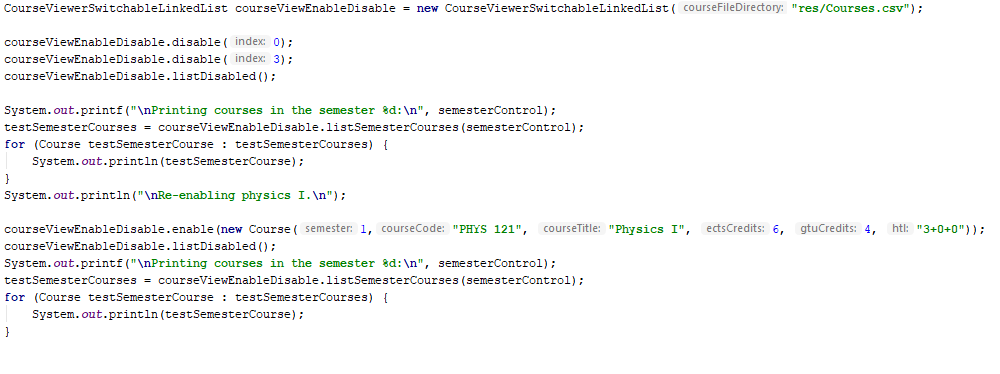 CourseViewerSwitchableLinkedList courseViewEnableDisable = new CourseViewerSwitchableLinkedList( courseFileDirectory: "res/Courses.csv");
courseViewEnableDisable.disable( index: 0);
courseViewEnableDisable.disable( index: 3);
courseViewEnableDisable.listDisabled();
System.out.printf("\nPrinting courses in the semester %d:\n", semesterControl);
testSemesterCourses = courseViewEnableDisable.listSemesterCourses(semesterControl);
for (Course testSemesterCourse : testSemesterCourses) {
System.out.println(testSemesterCourse);
}
System.out.println("\nRe-enabling physics I.\n");
courseViewEnableDisable.enable(new Course( semester: 1, courseCode: "PHYS 121", courseTitle: "Physics I", ectsCredits: 6, gtuCredits: 4, htl: "3+0+0"));
courseViewEnableDisable.listDisabled();
System.out.printf("\nPrinting courses in the semester %d:\n", semesterControl);
testSemesterCourses = courseViewEnableDisable.listSemesterCourses(semesterControl);
for (Course testSemesterCourse : testSemesterCourses) {
System.out.println(testSemesterCourse);
}